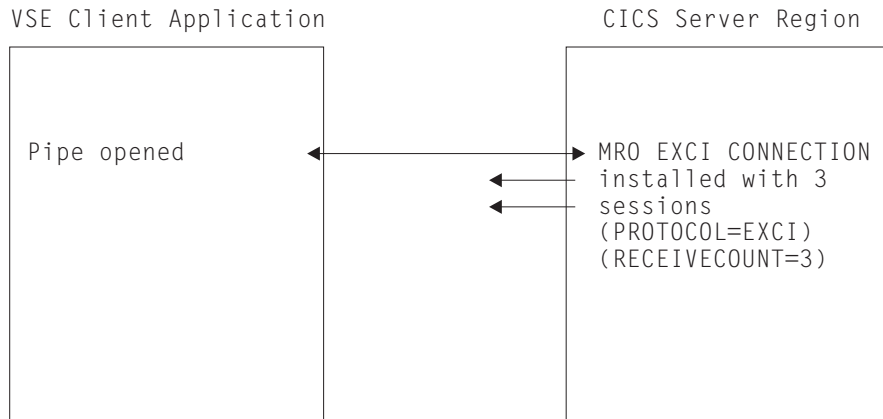 VSE Client Application
CICS Server Region
Pipe opened
MRO EXCI CONNECTION
installed with 3
sessions
(PROTOCOL=EXCI)
(RECEIVECOUNT=3)